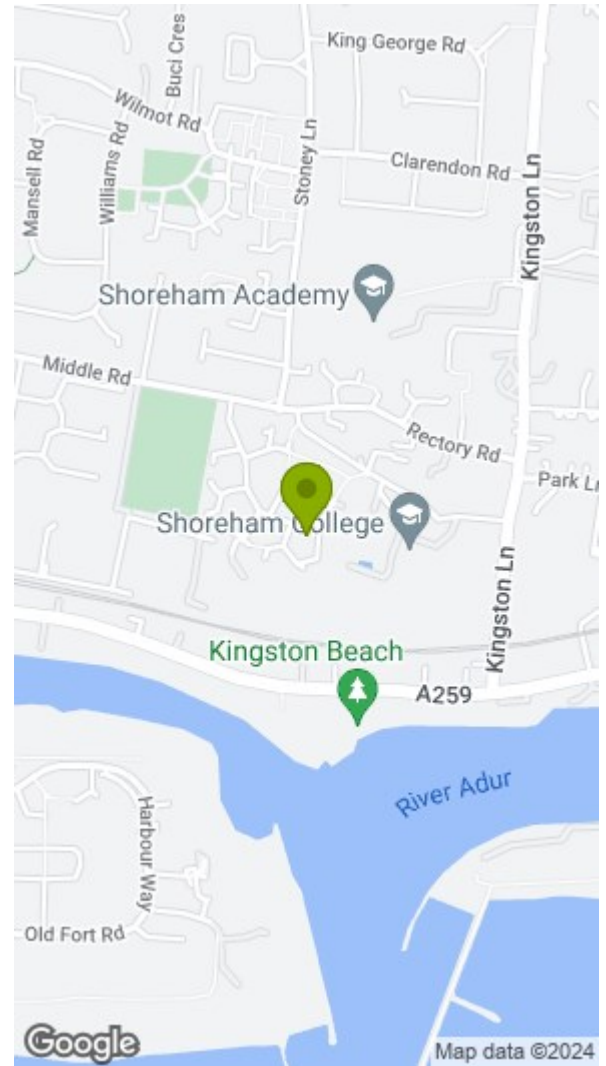 King George Rd
Buci Cres
Wilmot Rd
Stoney Ln
Williams Rd
Mansell Rd
Clarendon Rd
Kingston Ln
Shoreham Academy
Middle Rd
Rectory Rd
Park Ln
Shoreham College
Kingston Ln
Kingston Beach
A259
River Adur
Harbour Way
Old Fort Rd
Google
Map data ©2024